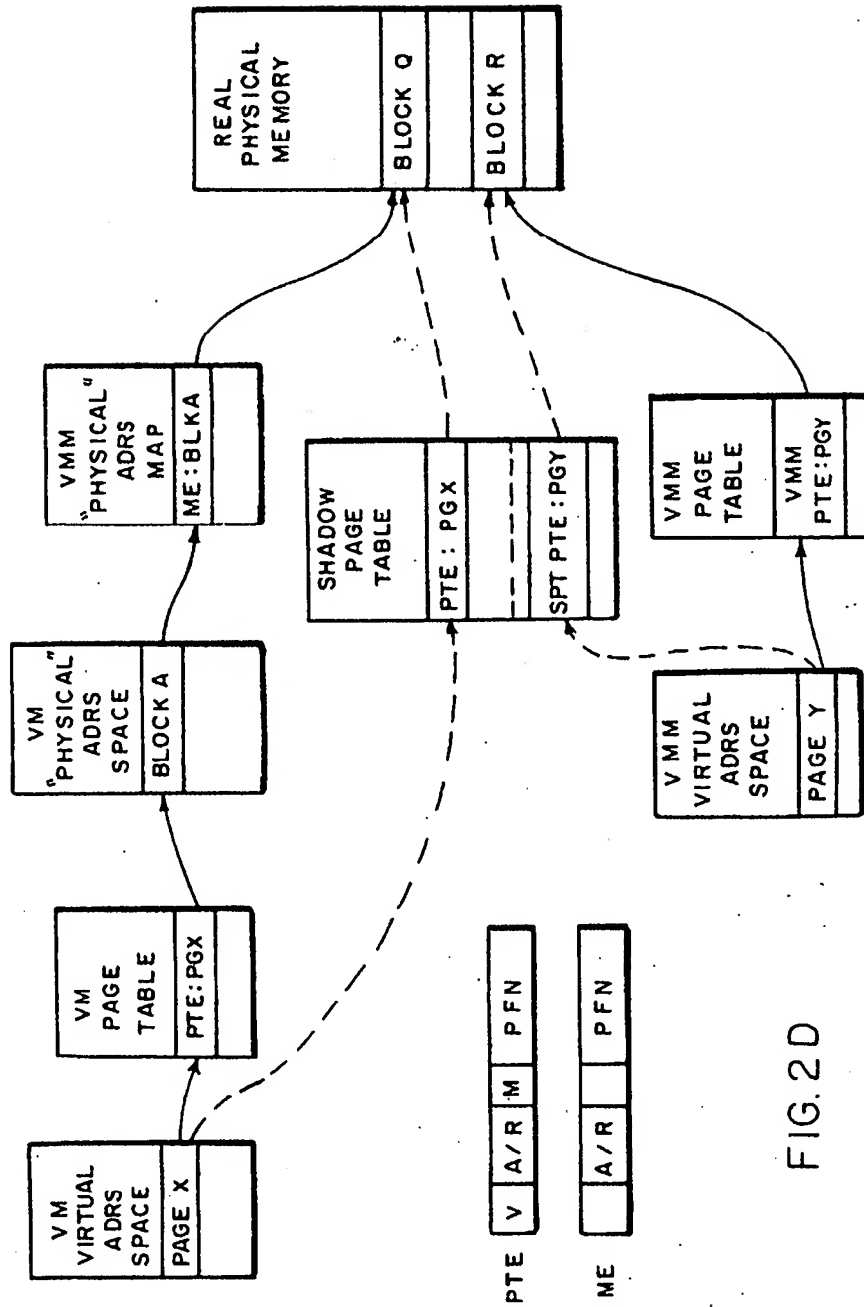 VM
VIRTUAL
ADRS
SPACE
PAGE X
VM
PAGE
TABLE
PTE:PGX
VM
"PHYSICAL"
ADRS
SPACE
BLOCK A
VMM
"PHYSICAL"
ADRS
MAP
ME:BLKA
REAL
PHYSICAL
MEMORY
BLOCK Q
BLOCK R
SHADOW
PAGE
TABLE
PTE: PGX
SPT PTE:PGY
VMM
VIRTUAL
ADRS
SPACE
PAGE Y
VMM
PAGE
TABLE
VMM
PTE:PGY
PTE V A/R M PFN
ME A/R PFN
FIG. 2D